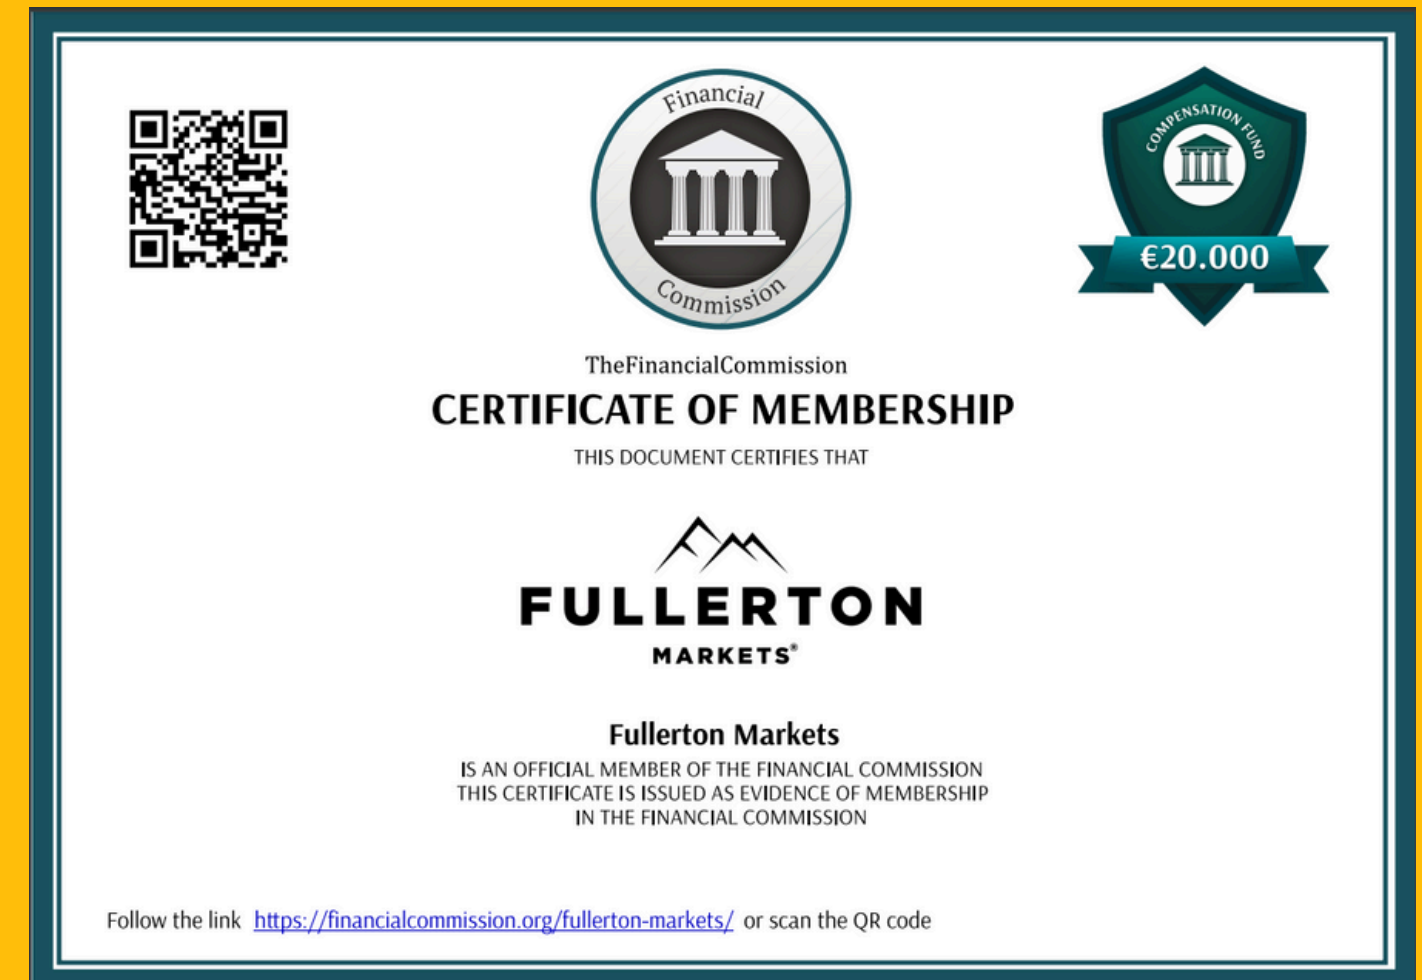 Financial
Commission
COMPENSATION FUND
€20.000
TheFinancialCommission
CERTIFICATE OF MEMBERSHIP
THIS DOCUMENT CERTIFIES THAT
FULLERTON
MARKETS®
Fullerton Markets
IS AN OFFICIAL MEMBER OF THE FINANCIAL COMMISSION
THIS CERTIFICATE IS ISSUED AS EVIDENCE OF MEMBERSHIP
IN THE FINANCIAL COMMISSION
Follow the link https://financialcommission.org/fullerton-markets/ or scan the QR code